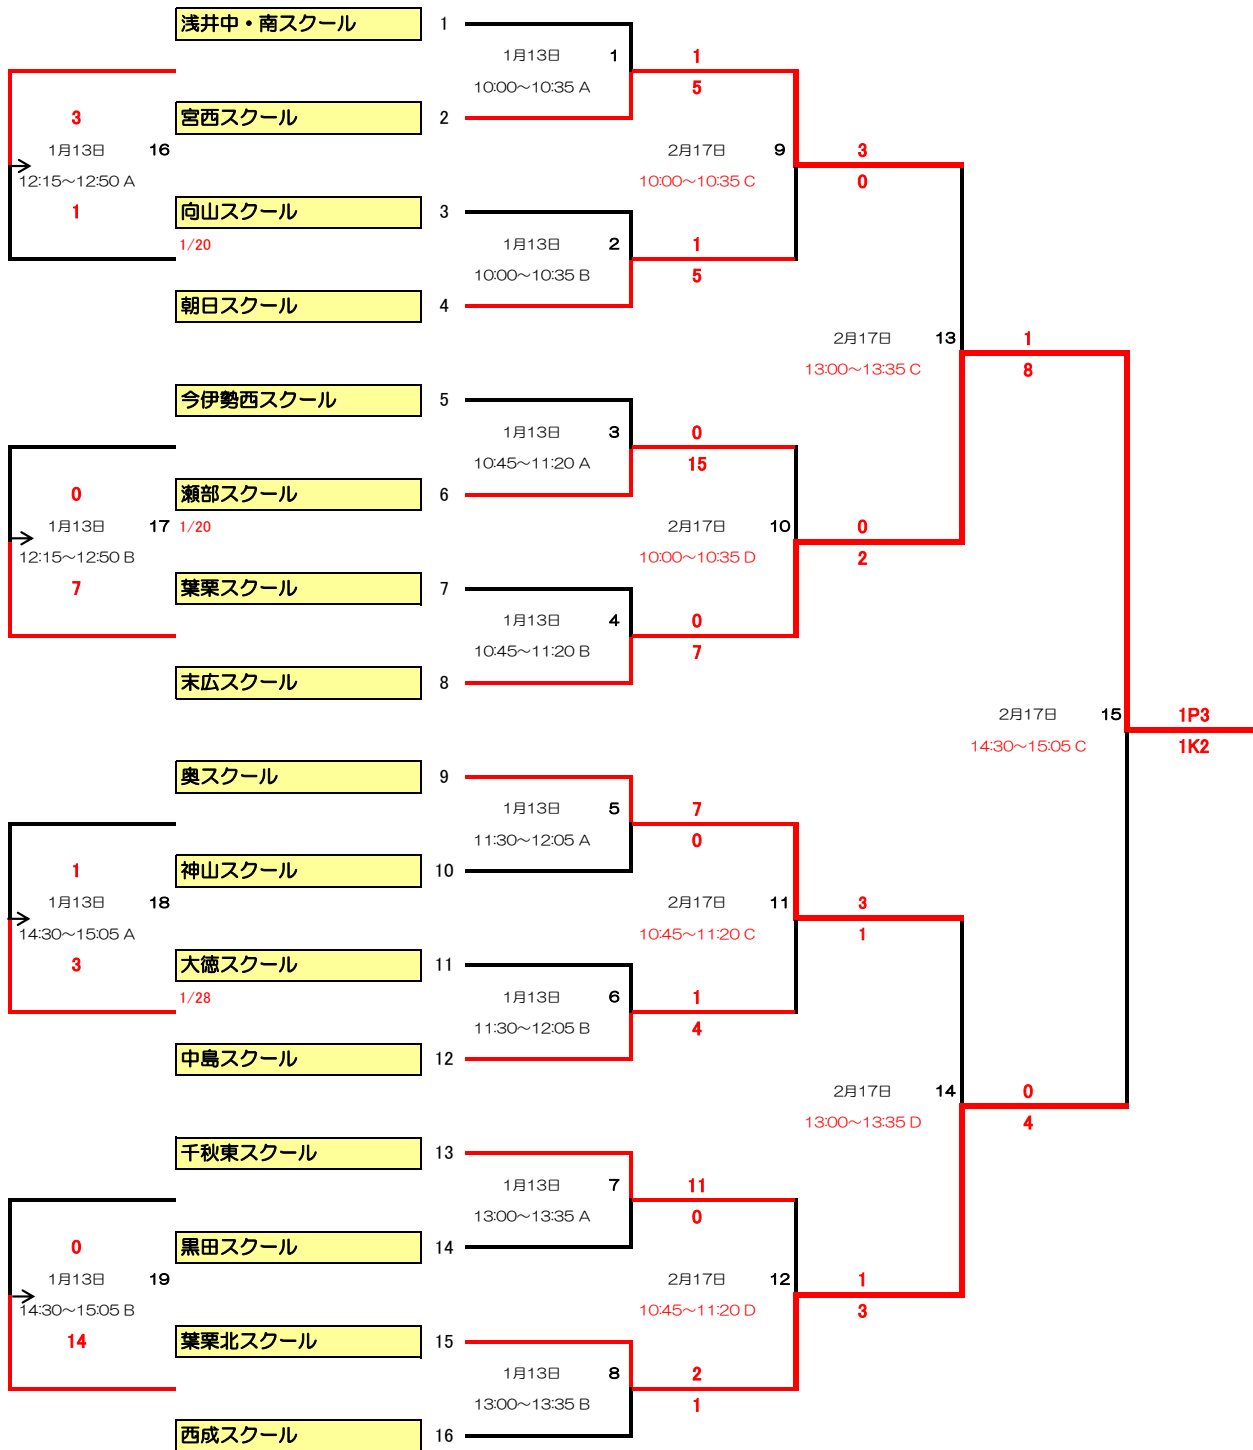 浅井中・南スクール 1
1月13日 1 1
10:00～10:35 A 5
3 宮西スクール 2
1月13日 16 2月17日 9 3
12:15～12:50 A 10:00～10:35 C 0
1 向山スクール 3
1/20 1月13日 2 1
10:00～10:35 B 5
朝日スクール 4
2月17日 13 1
13:00～13:35 C 8
今伊勢西スクール 5
1月13日 3 0
10:45～11:20 A 15
0 瀬部スクール 6
1月13日 17 1/20 2月17日 10 0
12:15～12:50 B 10:00～10:35 D 2
7 葉栗スクール 7
1月13日 4 0
10:45～11:20 B 7
末広スクール 8
2月17日 15 1P3
14:30～15:05 C 1K2
奥スクール 9
1月13日 5 7
11:30～12:05 A 0
1 神山スクール 10
1月13日 18 2月17日 11 3
14:30～15:05 A 10:45～11:20 C 1
3 大徳スクール 11
1/28 1月13日 6 1
11:30～12:05 B 4
中島スクール 12
2月17日 14 0
13:00～13:35 D 4
千秋東スクール 13
1月13日 7 11
13:00～13:35 A 0
0 黒田スクール 14
1月13日 19 2月17日 12 1
14:30～15:05 B 10:45～11:20 D 3
14 葉栗北スクール 15
1月13日 8 2
13:00～13:35 B 1
西成スクール 16